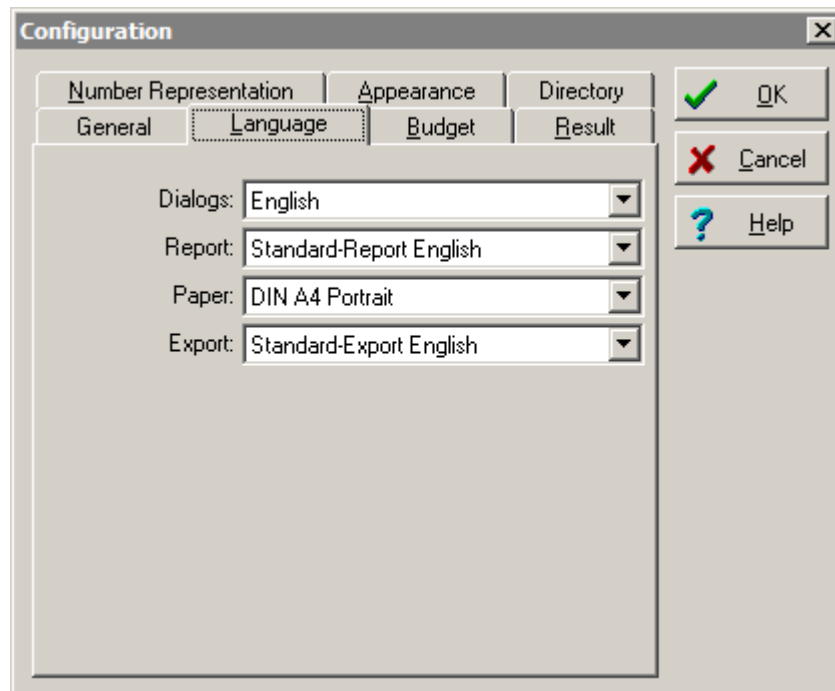 Configuration
Number Representation Appearance Directory
General Language Budget Result
Dialogs: English
Report: Standard-Report English
Paper: DIN A4 Portrait
Export: Standard-Export English
OK
Cancel
Help